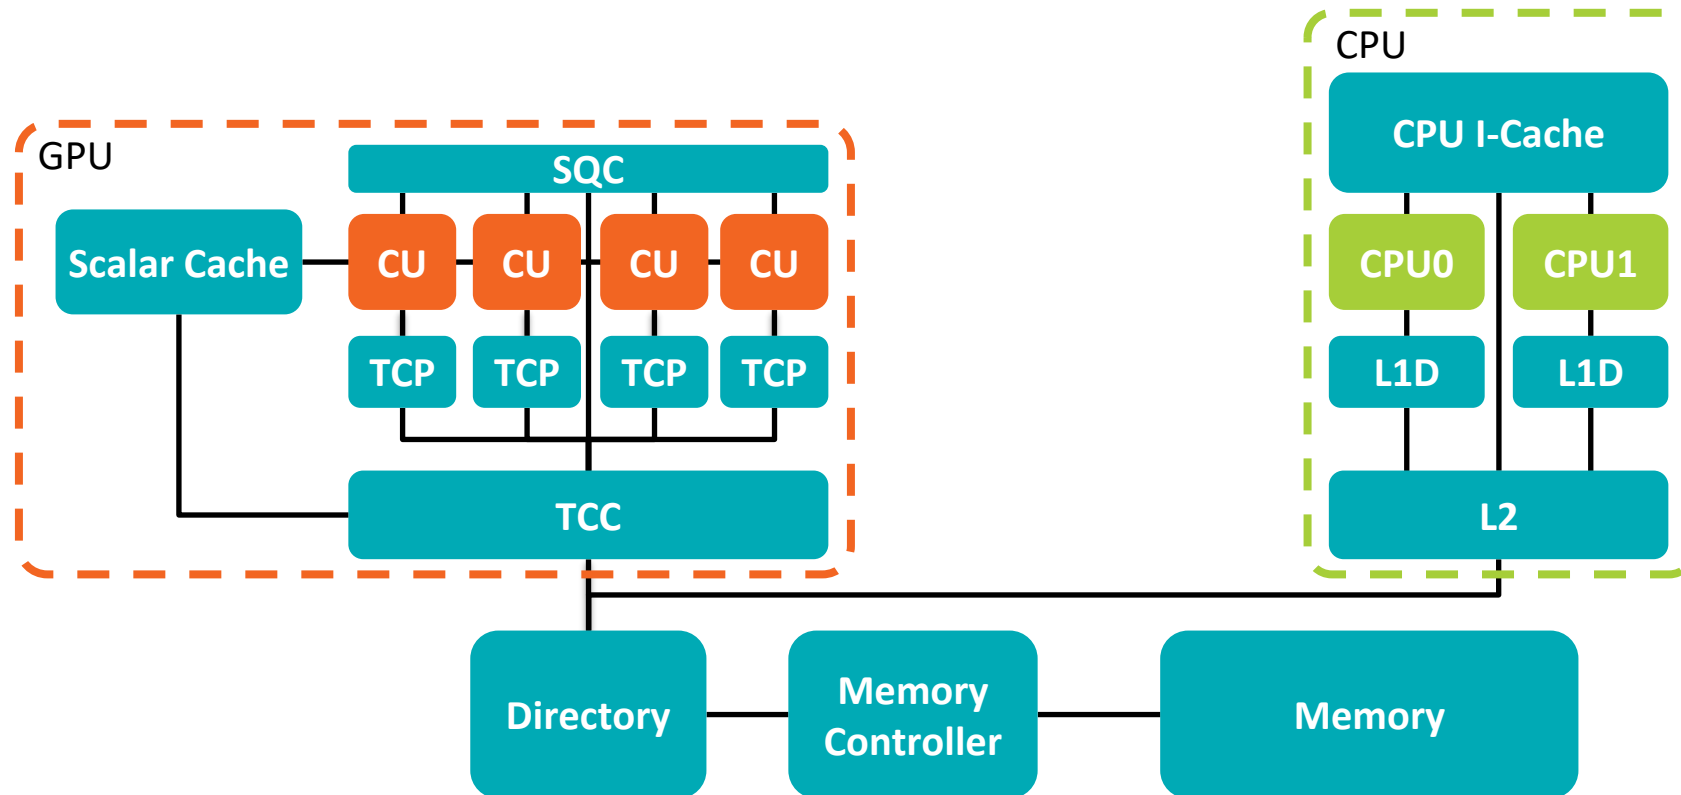 CPU
CPU I-Cache
GPU
SQC
Scalar Cache
CU
CU
CU
CU
CPU0
CPU1
TCP
TCP
TCP
TCP
L1D
L1D
TCC
L2
Directory
Memory
Controller
Memory